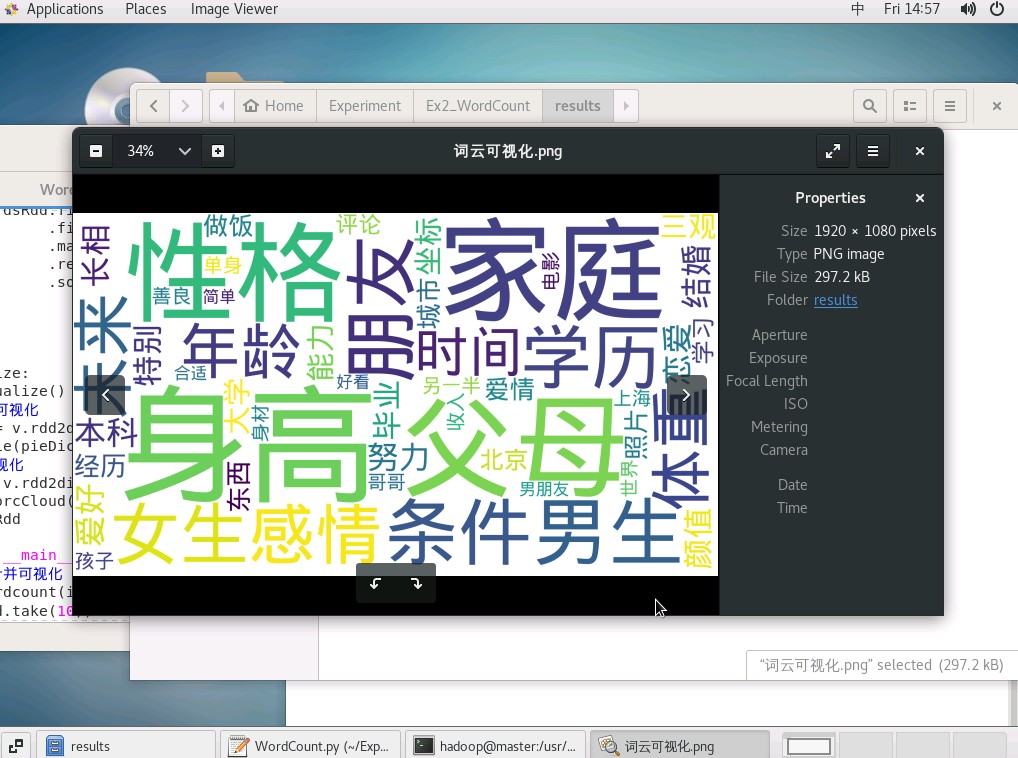 Applications Places Image Viewer 中 Fri 14:57
Home Experiment Ex2_WordCount results
34% 词云可视化.png
Properties
Size 1920 × 1080 pixels
Type PNG image
File Size 297.2 kB
Folder results
Aperture
Exposure
Focal Length
ISO
Metering
Camera
Date
Time
长相
性格
做饭
单身
善良
简单
评论
朋友
坐标
城市
家庭
电影
三观
结婚
未来
特别
年龄
合适
能力
好看
时间
学历
恋爱
学习
身高
大学
身材
毕业
另一半
收入
爱情
父母
上海
照片
体重
本科
经历
东西
努力
哥哥
北京
男朋友
世界
爱好
孩子
女生
感情
条件
男生
颜值
.fi
.ma
.re
.so
ize:
ualize()
可视化
= v.rdd2d
le(pieDic
视化
v.rdd2di
orcCloud(
Rdd
__main_
并可视化
rdcount(i
d.take(10
“词云可视化.png” selected (297.2 kB)
results WordCount.py (~/Exp... hadoop@master:/usr/... 词云可视化.png